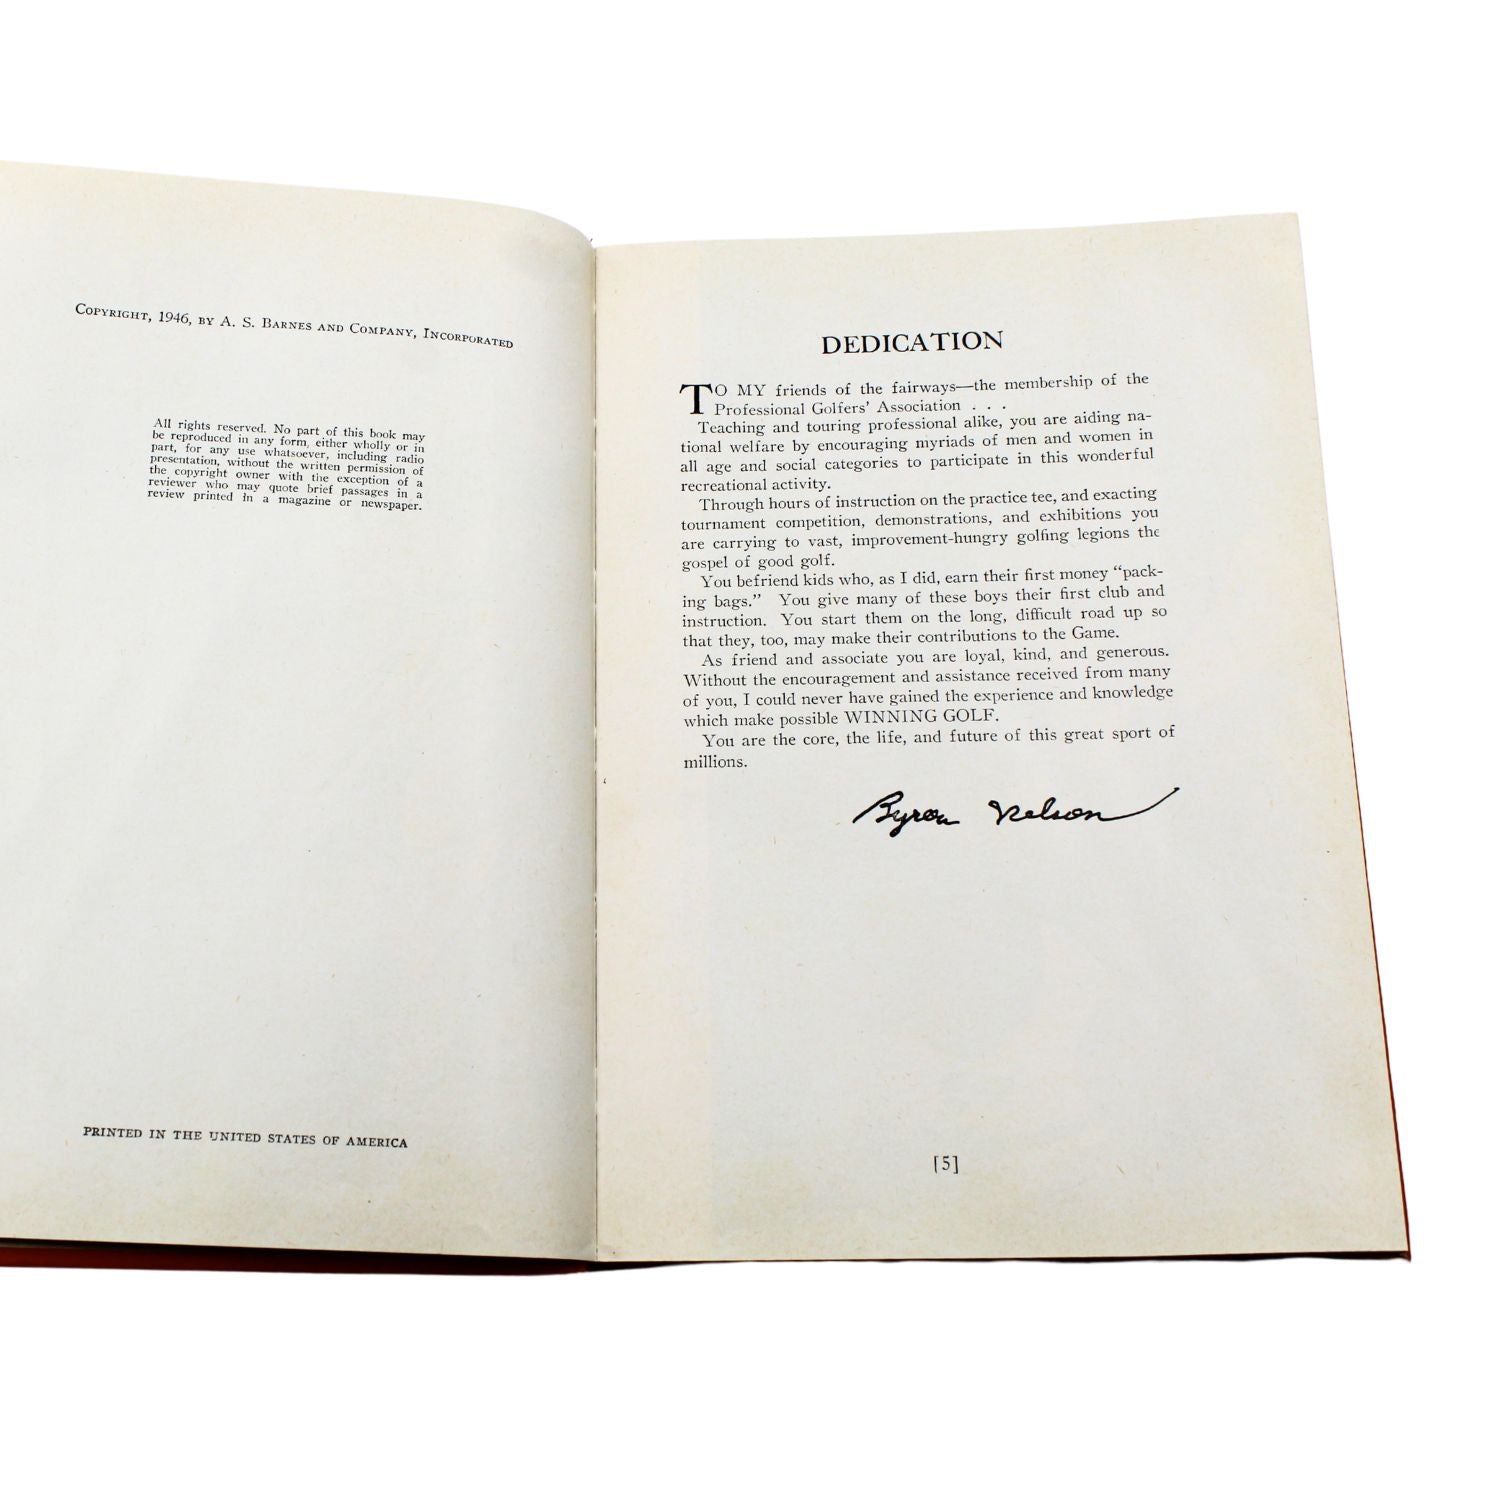 Copyright, 1946, by A. S. Barnes and Company, Incorporated
All rights reserved. No part of this book may
be reproduced in any form, either wholly or in
part, for any use whatsoever, including radio
presentation, without the written permission of
the copyright owner with the exception of a
reviewer who may quote brief passages in a
review printed in a magazine or newspaper.
PRINTED IN THE UNITED STATES OF AMERICA
DEDICATION
TO MY friends of the fairways—the membership of the
Professional Golfers' Association . . .
Teaching and touring professional alike, you are aiding na-
tional welfare by encouraging myriads of men and women in
all age and social categories to participate in this wonderful
recreational activity.
Through hours of instruction on the practice tee, and exacting
tournament competition, demonstrations, and exhibitions you
are carrying to vast, improvement-hungry golfing legions the
gospel of good golf.
You befriend kids who, as I did, earn their first money "pack-
ing bags." You give many of these boys their first club and
instruction. You start them on the long, difficult road up so
that they, too, may make their contributions to the Game.
As friend and associate you are loyal, kind, and generous.
Without the encouragement and assistance received from many
of you, I could never have gained the experience and knowledge
which make possible WINNING GOLF.
You are the core, the life, and future of this great sport of
millions.
Byron Nelson
[5]